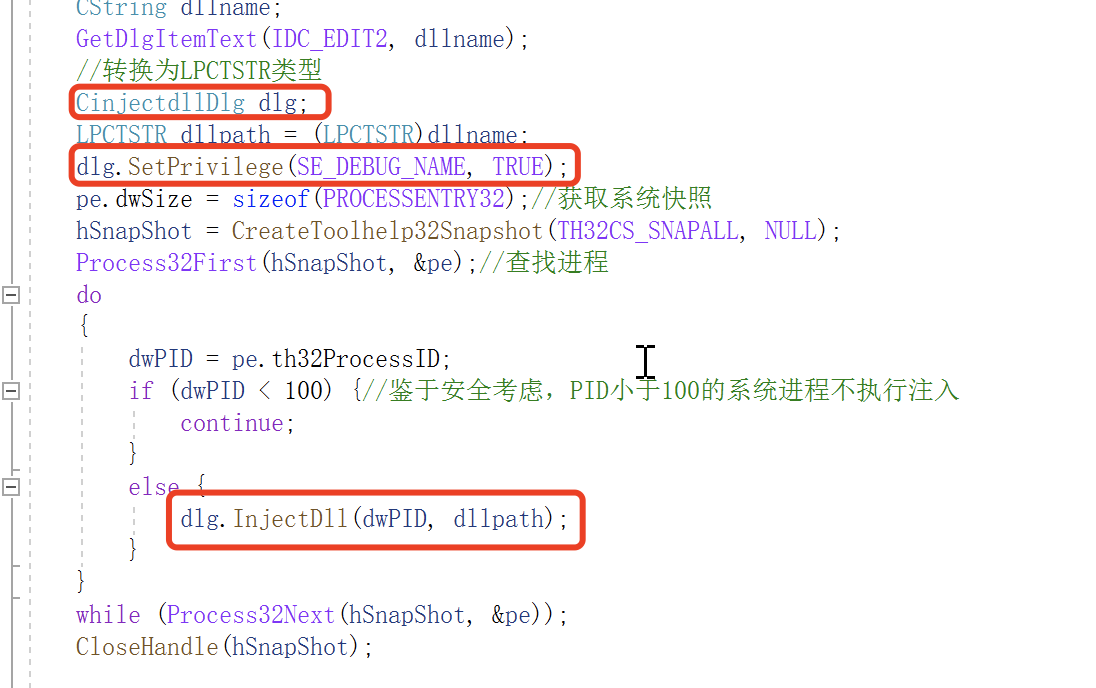 CString dllname;
GetDlgItemText(IDC_EDIT2, dllname);
//转换为LPCTSTR类型
CinjectdllDlg dlg;
LPCTSTR dllpath = (LPCTSTR)dllname;
dlg.SetPrivilege(SE_DEBUG_NAME, TRUE);
pe.dwSize = sizeof(PROCESSENTRY32);//获取系统快照
hSnapShot = CreateToolhelp32Snapshot(TH32CS_SNAPALL, NULL);
Process32First(hSnapShot, &pe);//查找进程
do
{
dwPID = pe.th32ProcessID;
if (dwPID < 100) {//鉴于安全考虑，PID小于100的系统进程不执行注入
continue;
}
else {
dlg.InjectDll(dwPID, dllpath);
}
}
while (Process32Next(hSnapShot, &pe));
CloseHandle(hSnapShot);